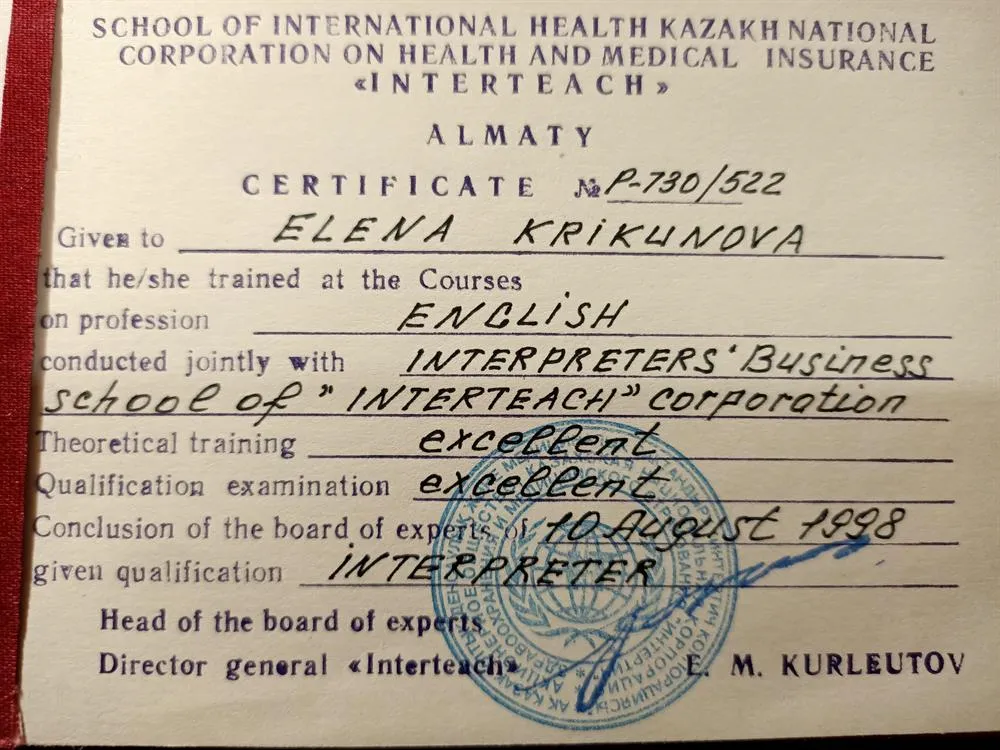 SCHOOL OF INTERNATIONAL HEALTH KAZAKH NATIONAL
CORPORATION ON HEALTH AND MEDICAL INSURANCE
«INTERTEACH»
ALMATY
CERTIFICATE № P-730/522
Given to ELENA KRIKUNOVA
that he/she trained at the Courses
on profession ENGLISH
conducted jointly with INTERPRETERS' Business
school of "INTERTEACH" corporation
Theoretical training excellent
Qualification examination excellent
Conclusion of the board of experts of 10 August 1998
given qualification INTERPRETER
Head of the board of experts
Director general «Interteach» E. M. KURLEUTOV